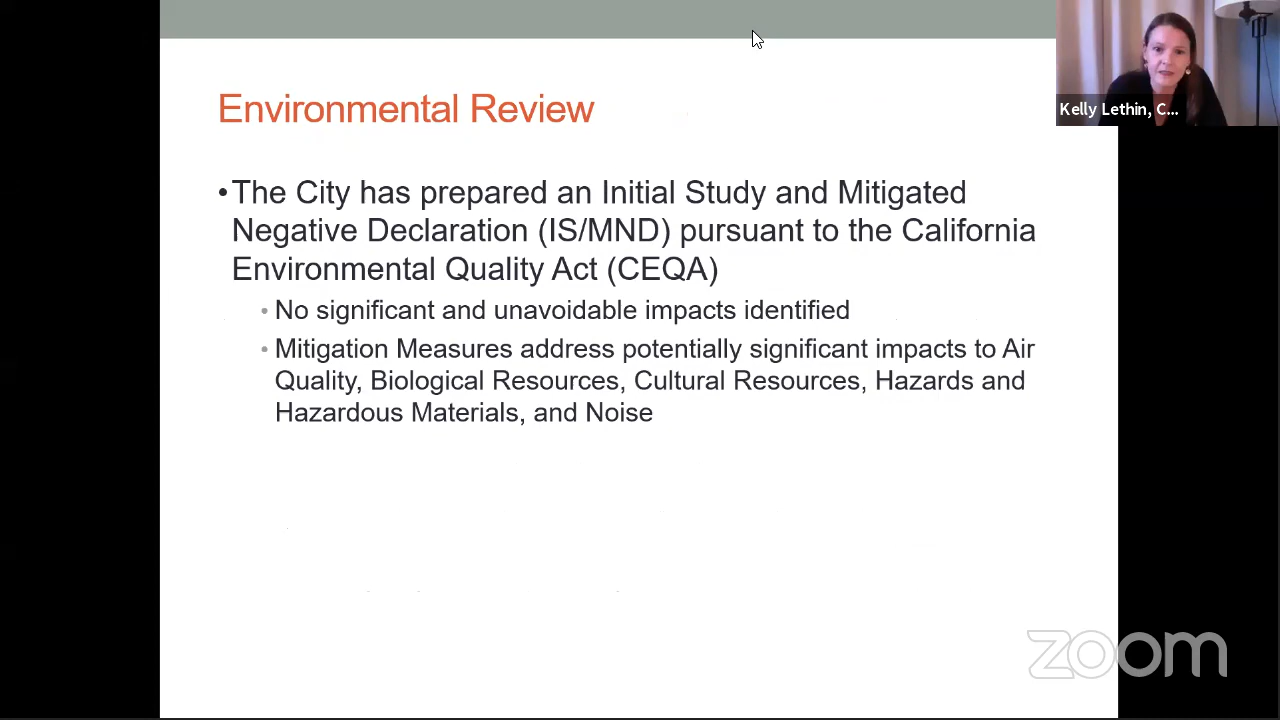 Environmental Review
Kelly Lethin, C...
•The City has prepared an Initial Study and Mitigated
Negative Declaration (IS/MND) pursuant to the California
Environmental Quality Act (CEQA)
• No significant and unavoidable impacts identified
• Mitigation Measures address potentially significant impacts to Air
Quality, Biological Resources, Cultural Resources, Hazards and
Hazardous Materials, and Noise
zoom